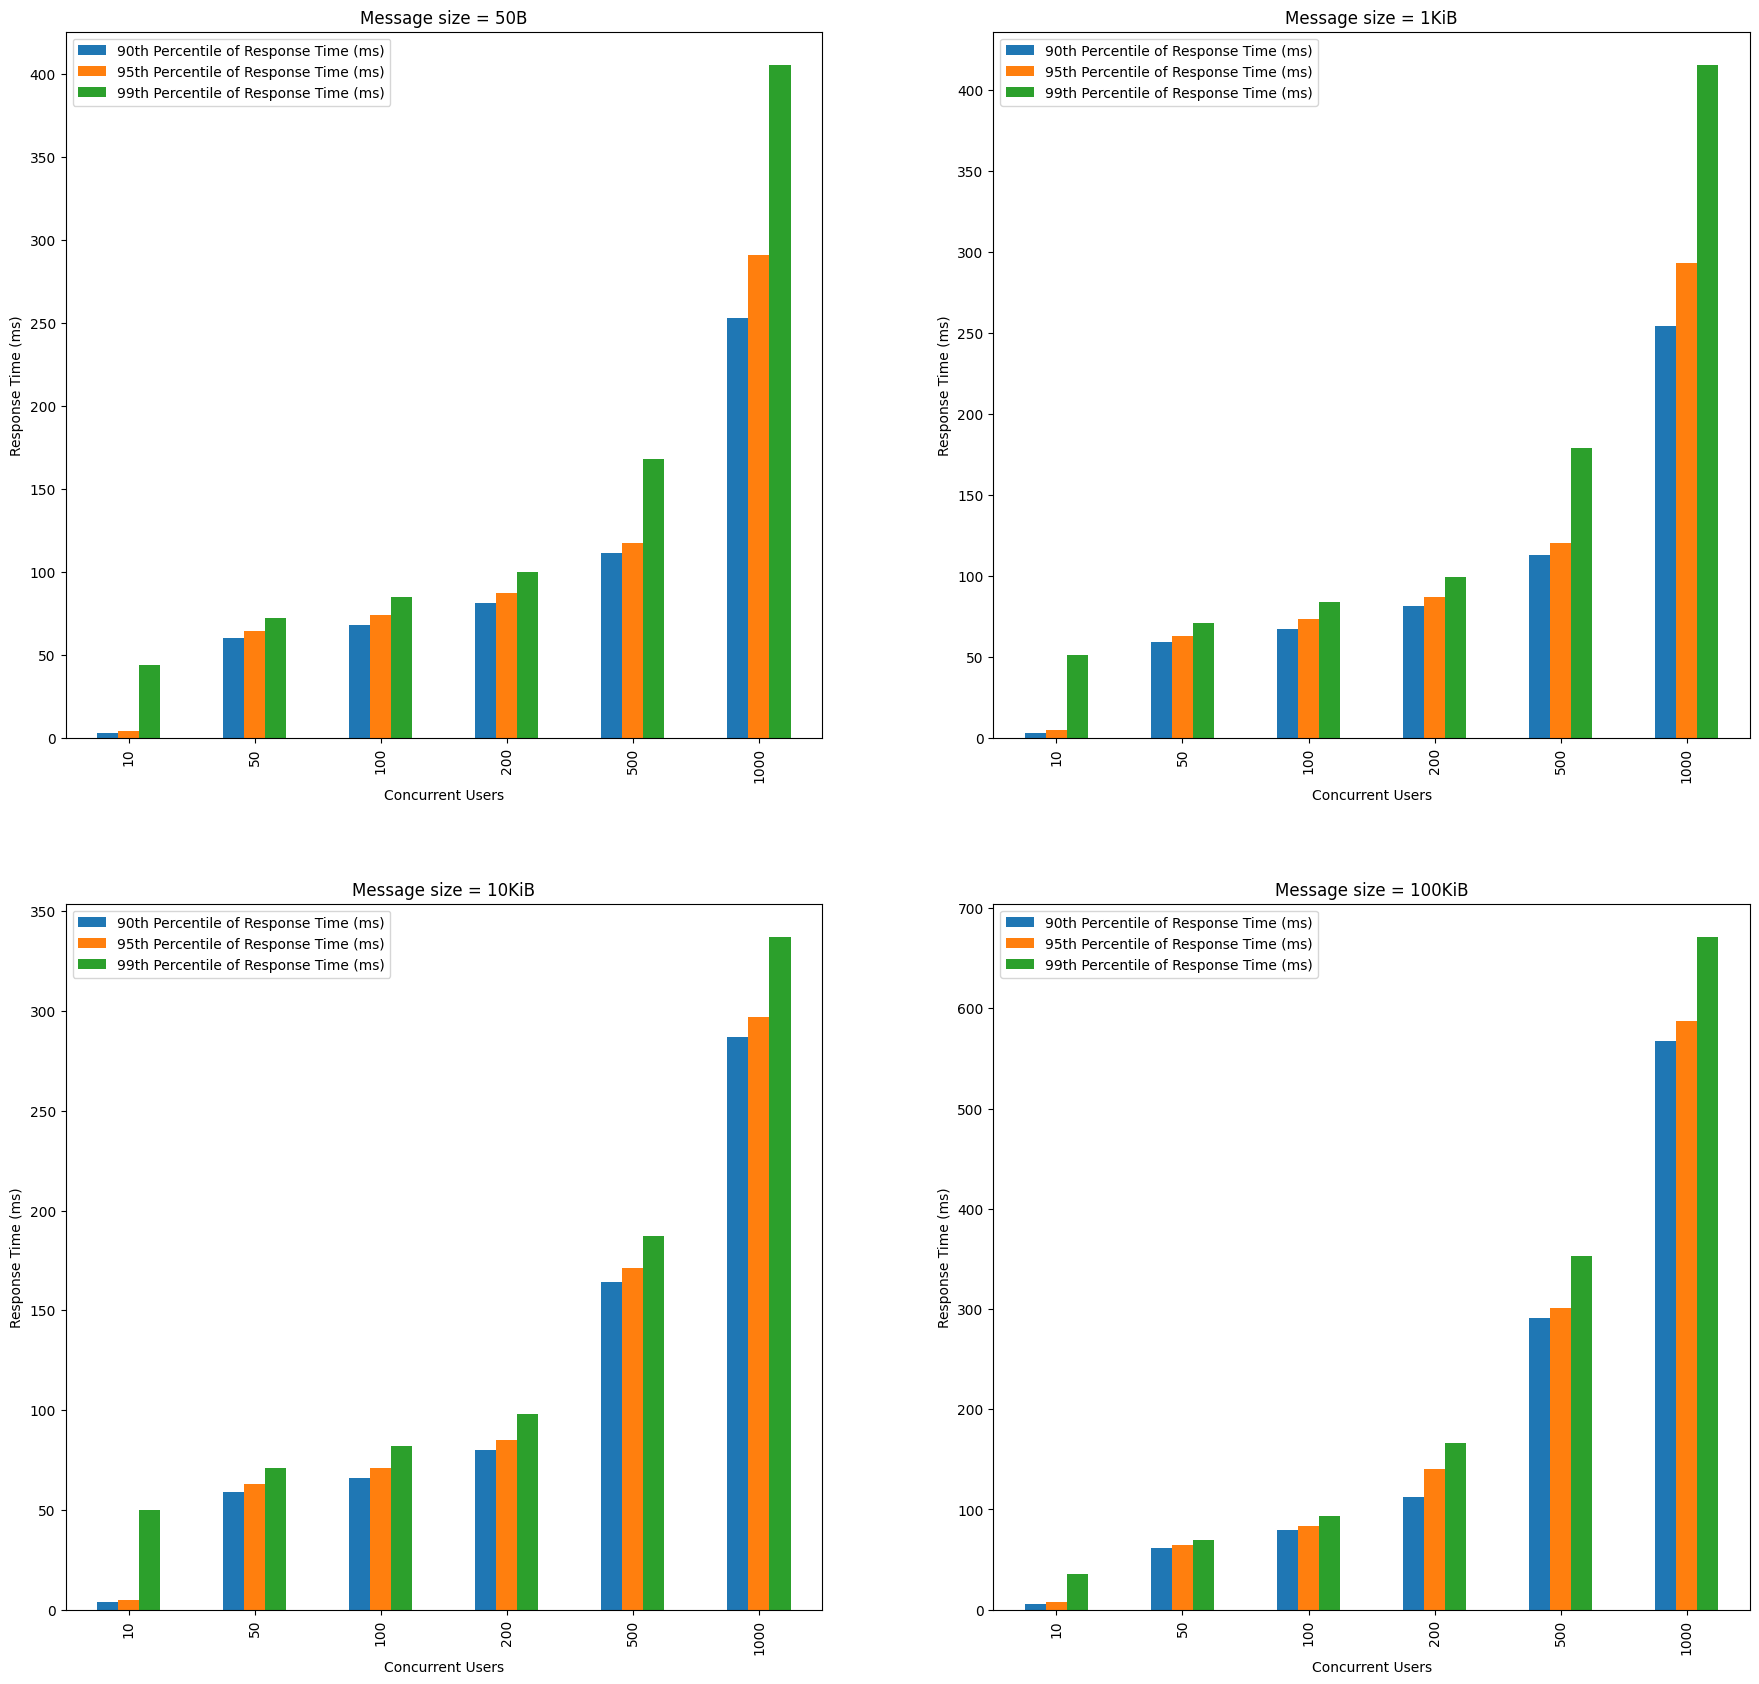 Message size = 50B
90th Percentile of Response Time (ms)
95th Percentile of Response Time (ms)
99th Percentile of Response Time (ms)
400
350
300
250
200
150
100
50
0
Response Time (ms)
10
50
100
200
500
1000
Concurrent Users
Message size = 1KiB
90th Percentile of Response Time (ms)
95th Percentile of Response Time (ms)
99th Percentile of Response Time (ms)
400
350
300
250
200
150
100
50
0
Response Time (ms)
10
50
100
200
500
1000
Concurrent Users
Message size = 10KiB
90th Percentile of Response Time (ms)
95th Percentile of Response Time (ms)
99th Percentile of Response Time (ms)
350
300
250
200
150
100
50
0
Response Time (ms)
10
50
100
200
500
1000
Concurrent Users
Message size = 100KiB
90th Percentile of Response Time (ms)
95th Percentile of Response Time (ms)
99th Percentile of Response Time (ms)
700
600
500
400
300
200
100
0
Response Time (ms)
10
50
100
200
500
1000
Concurrent Users